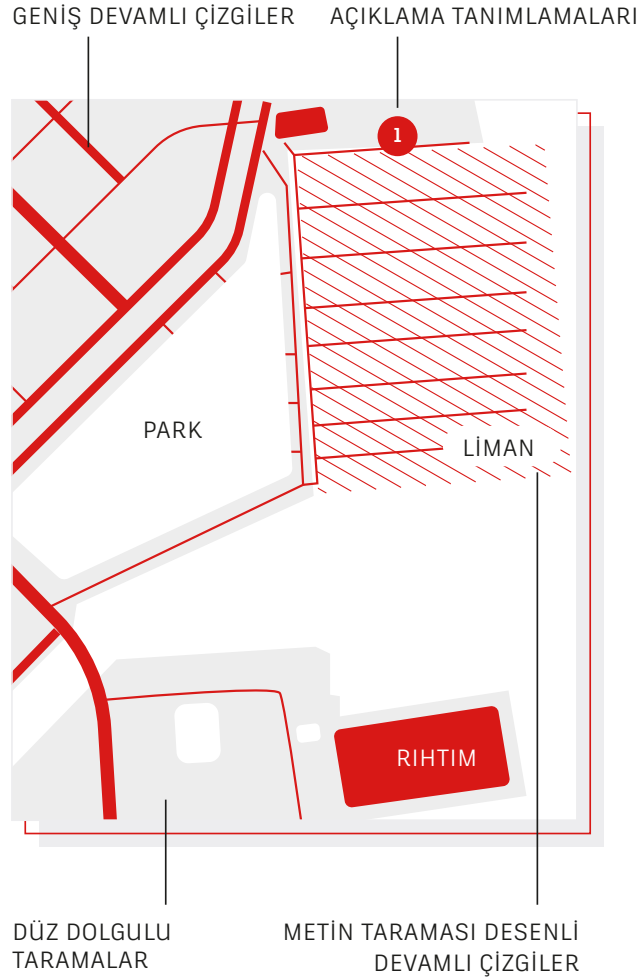 GENİŞ DEVAMLI ÇİZGİLER
AÇIKLAMA TANIMLAMALARI
1
PARK
LİMAN
RIHTIM
DÜZ DOLGULU
TARAMALAR
METİN TARAMASI DESENLİ
DEVAMLI ÇİZGİLER